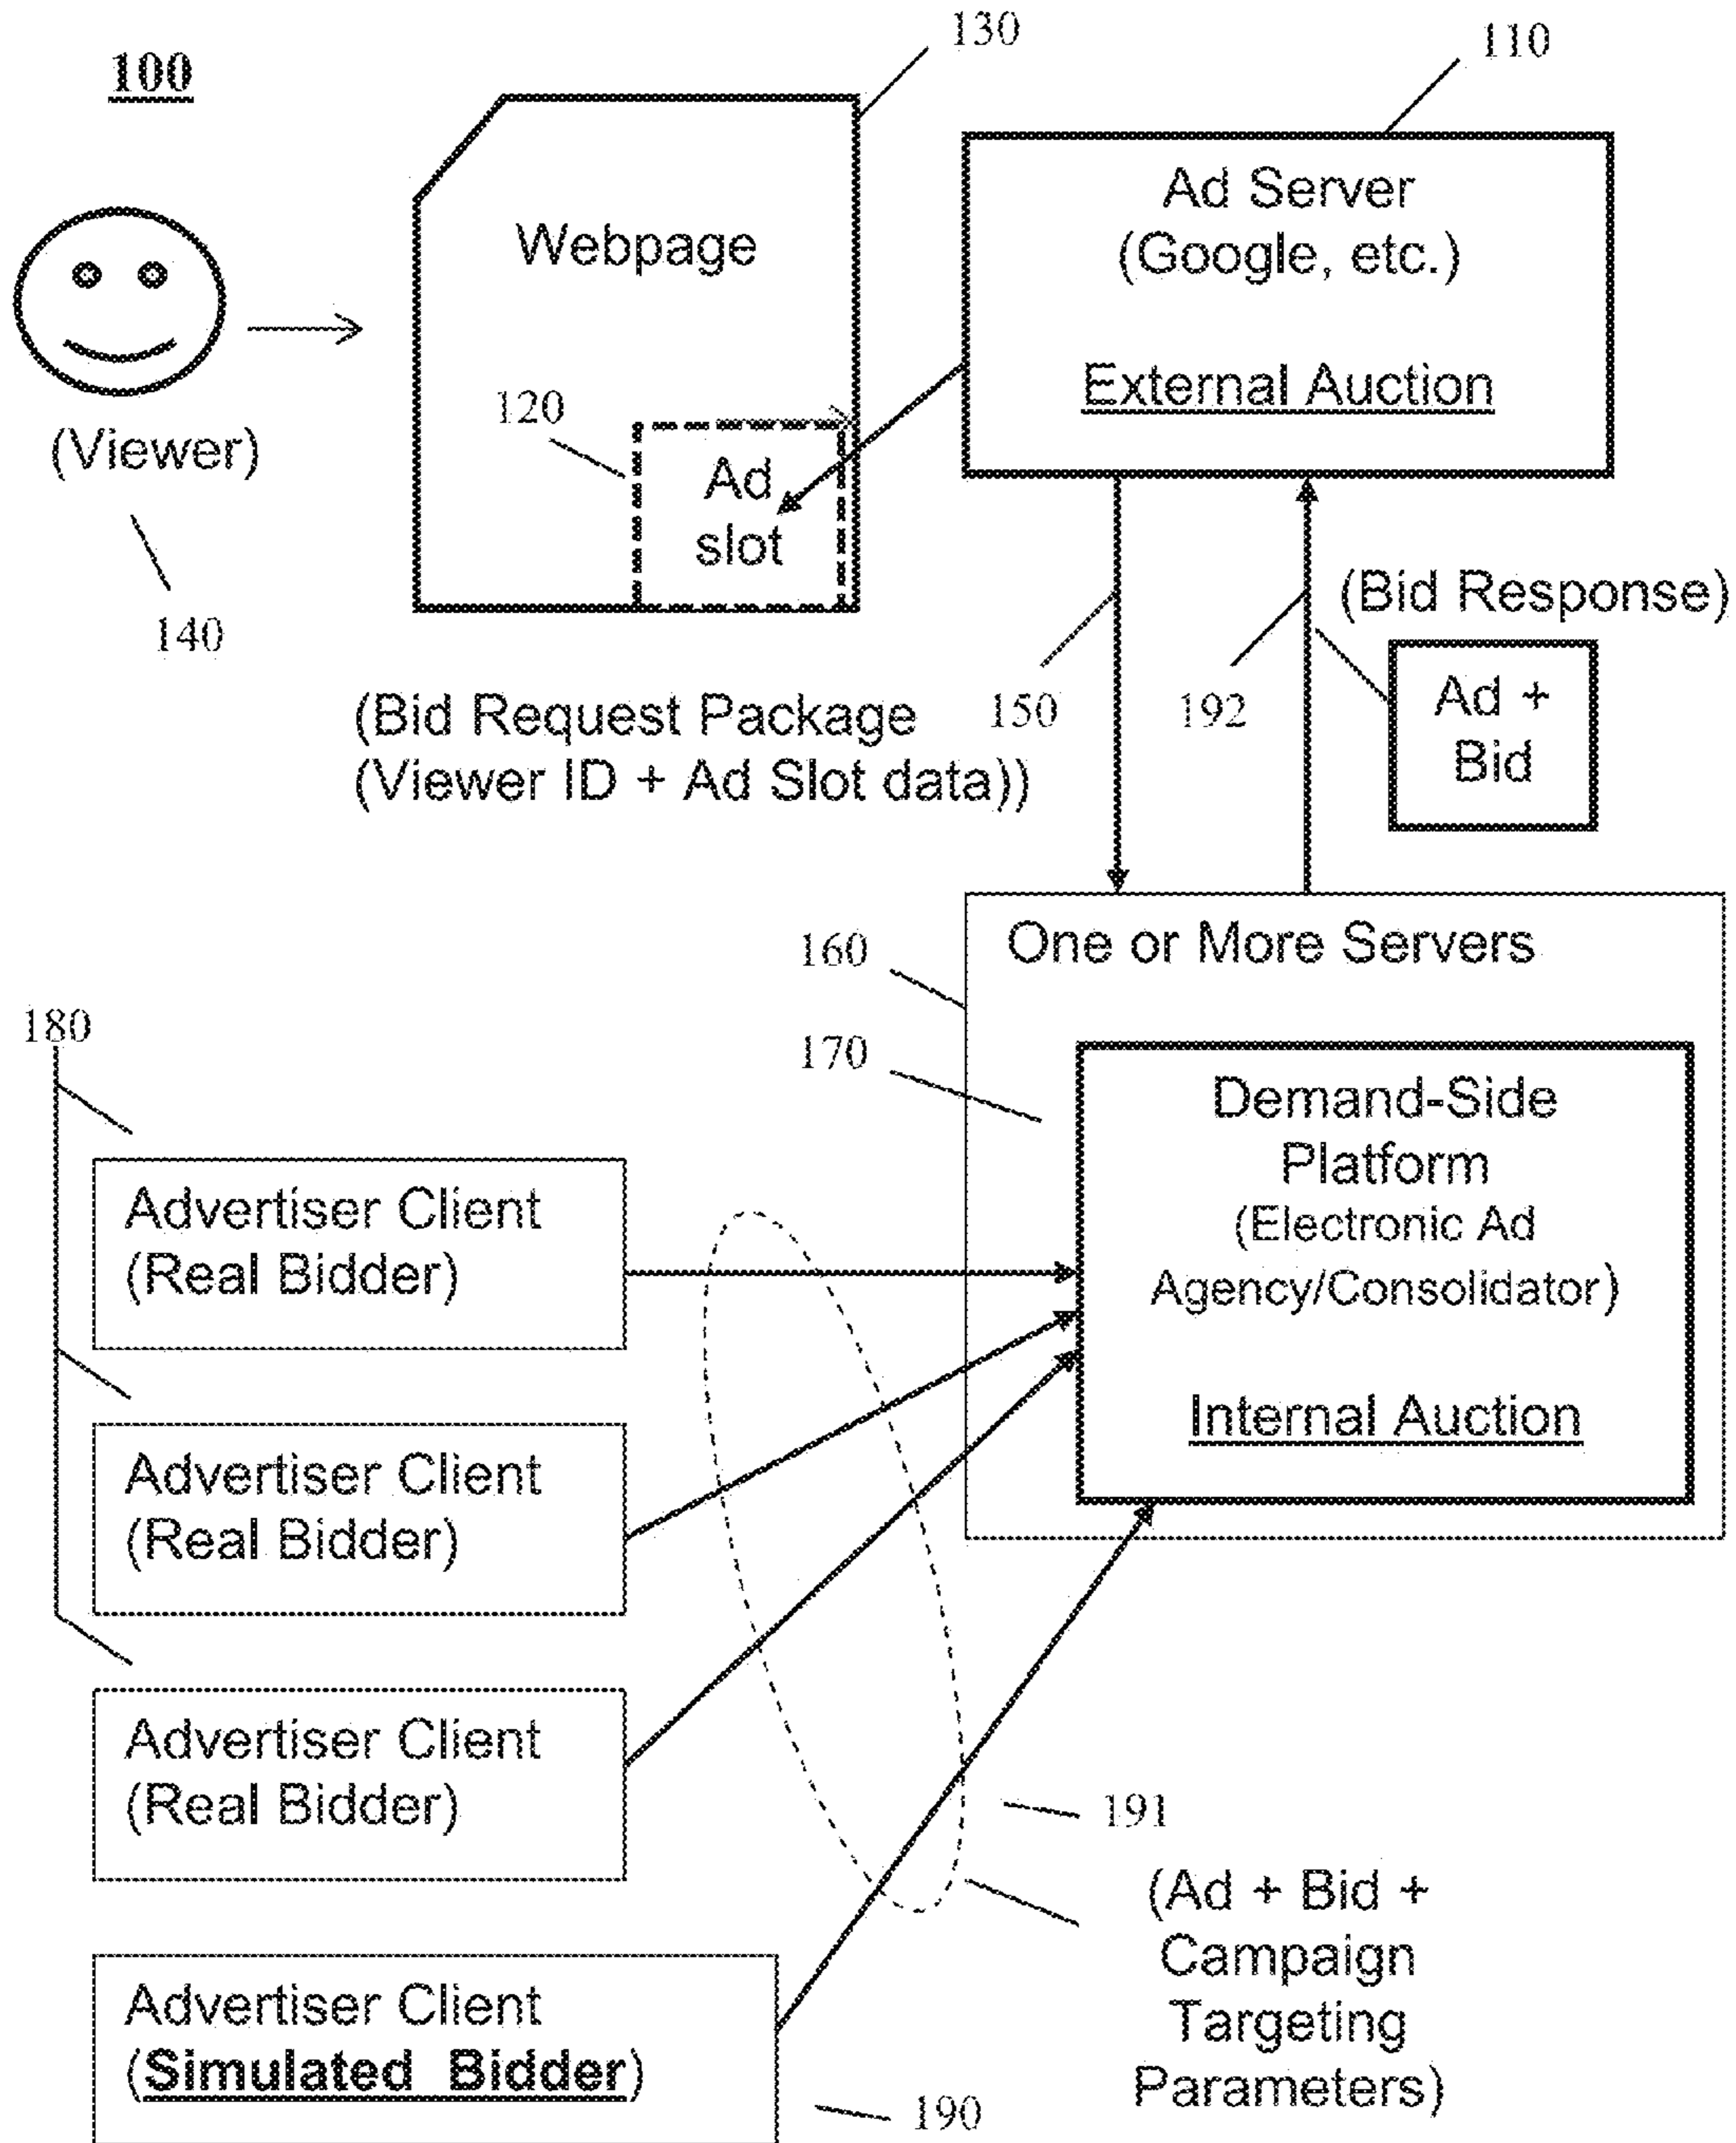 100
130
110
Webpage
Ad Server
(Google, etc.)
External Auction
120
Ad
slot
(Viewer)
140
(Bid Response)
Ad +
Bid
150
192
(Bid Request Package
(Viewer ID + Ad Slot data))
160
One or More Servers
170
Demand-Side
Platform
(Electronic Ad
Agency/Consolidator)
Internal Auction
180
Advertiser Client
(Real Bidder)
Advertiser Client
(Real Bidder)
Advertiser Client
(Real Bidder)
191
(Ad + Bid +
Campaign
Targeting
Parameters)
Advertiser Client
(Simulated Bidder)
190